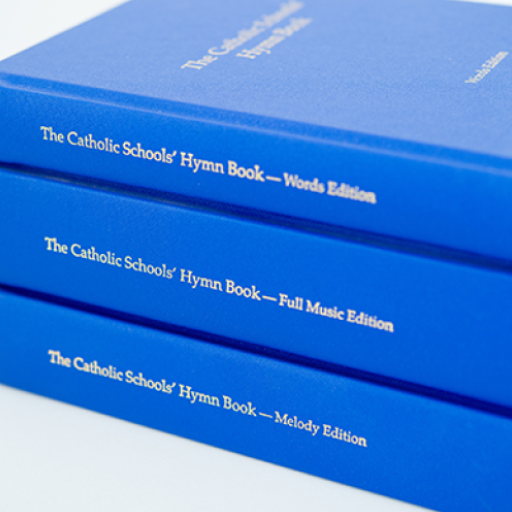 The Catholic Schools'
Hymn Book
Words Edition
The Catholic Schools' Hymn Book — Words Edition
The Catholic Schools' Hymn Book — Full Music Edition
The Catholic Schools' Hymn Book — Melody Edition